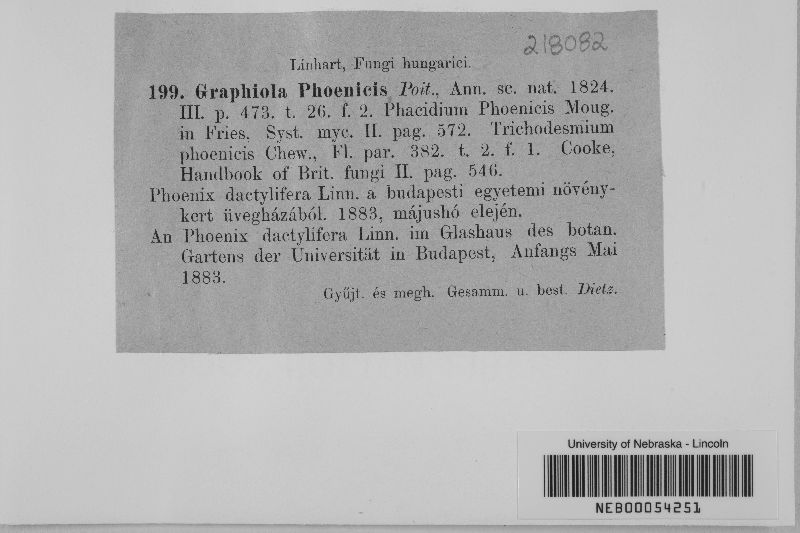 218082
Linhart, Fungi hungarici.
199. Graphiola Phoenicis Poit., Ann. sc. nat. 1824.
III. p. 473. t. 26. f. 2. Phacidium Phoenicis Moug.
in Fries. Syst. myc. II. pag. 572. Trichodesmium
phoenicis Chew., Fl. par. 382. t. 2. f. 1. Cooke,
Handbook of Brit. fungi II. pag. 546.
Phoenix dactylifera Linn. a budapesti egyetemi növény-
kert üvegházából. 1883, májushó elején.
An Phoenix dactylifera Linn. im Glashaus des botan.
Gartens der Universität in Budapest, Anfangs Mai
1883.
Gyűjt. és megh. Gesamm. u. best. Dietz.
University of Nebraska - Lincoln
NEB00054251